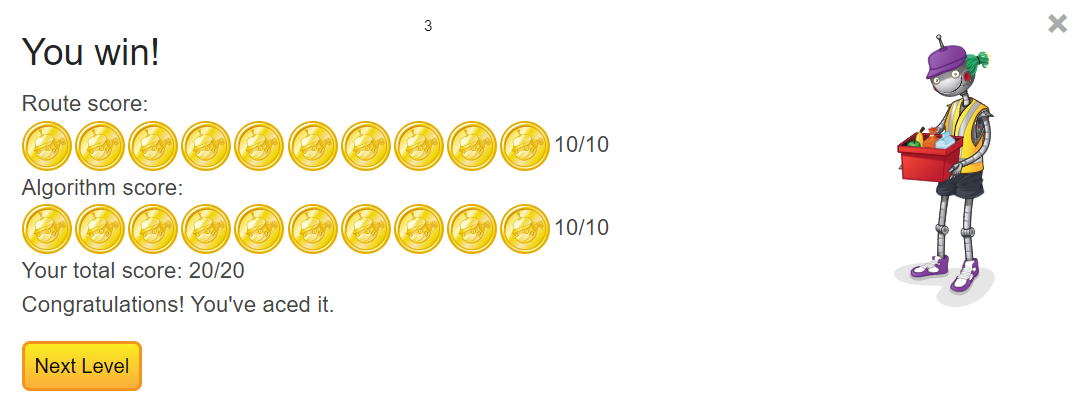 3
You win!
Route score:
10/10
Algorithm score:
10/10
Your total score: 20/20
Congratulations! You've aced it.
Next Level